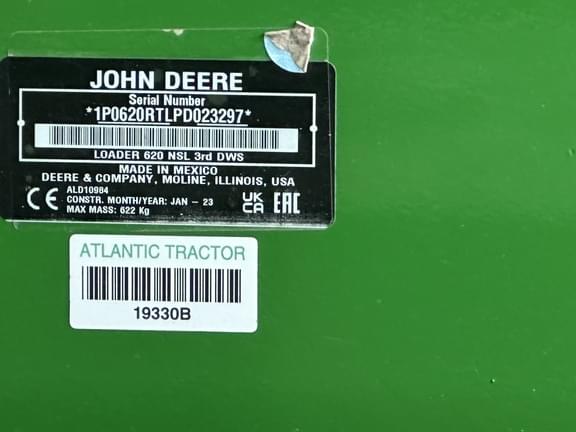 JOHN DEERE
Serial Number
*1P0620RTLPD023297*
LOADER 620 NSL 3rd DWS
MADE IN MEXICO
DEERE & COMPANY, MOLINE, ILLINOIS, USA
ALD10984
CONSTR. MONTH/YEAR: JAN - 23
MAX MASS: 622 Kg
CE
UK
CA
EAC
ATLANTIC TRACTOR
19330B